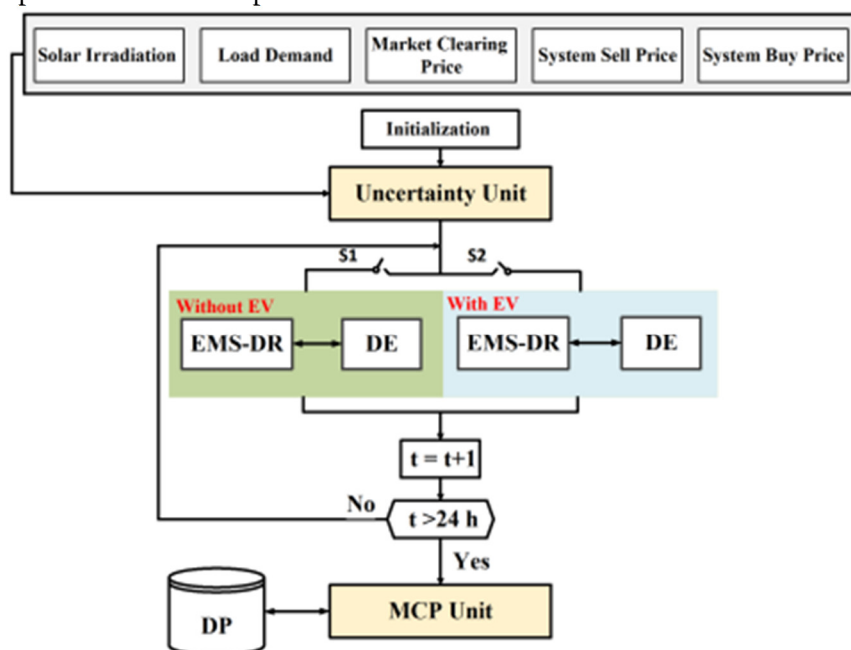 Solar Irradiation
Load Demand
Market Clearing
Price
System Sell Price
System Buy Price
Initialization
Uncertainty Unit
S1
S2
Without EV
With EV
EMS-DR
DE
EMS-DR
DE
t = t+1
No
t >24 h
Yes
DP
MCP Unit